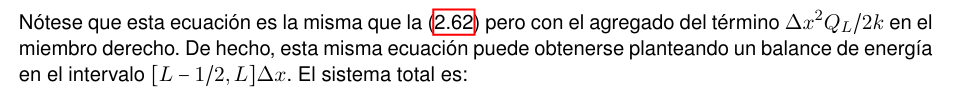 Nótese que esta ecuación es la misma que la (2.62) pero con el agregado del término Δx²Q_L/2k en el
miembro derecho. De hecho, esta misma ecuación puede obtenerse planteando un balance de energía
en el intervalo [L − 1/2, L]Δx. El sistema total es: